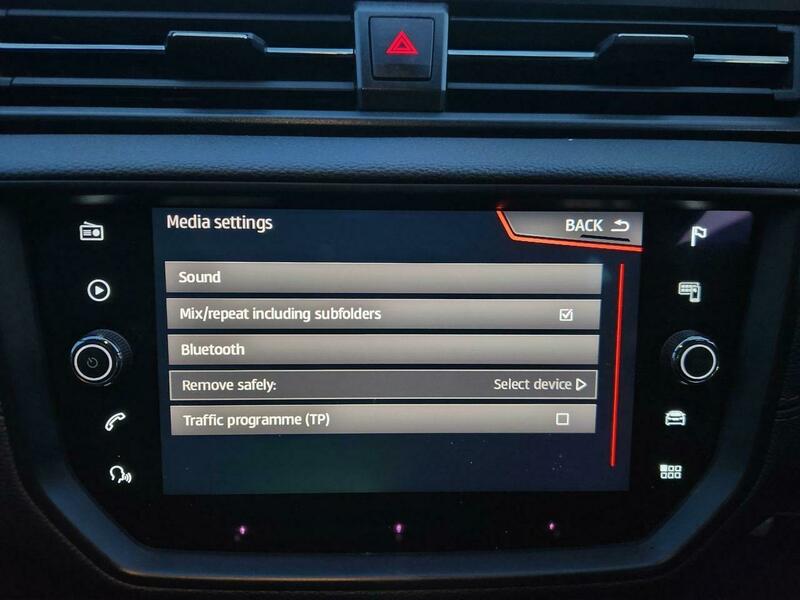 Media settings
BACK
Sound
Mix/repeat including subfolders
Bluetooth
Remove safely:
Select device
Traffic programme (TP)